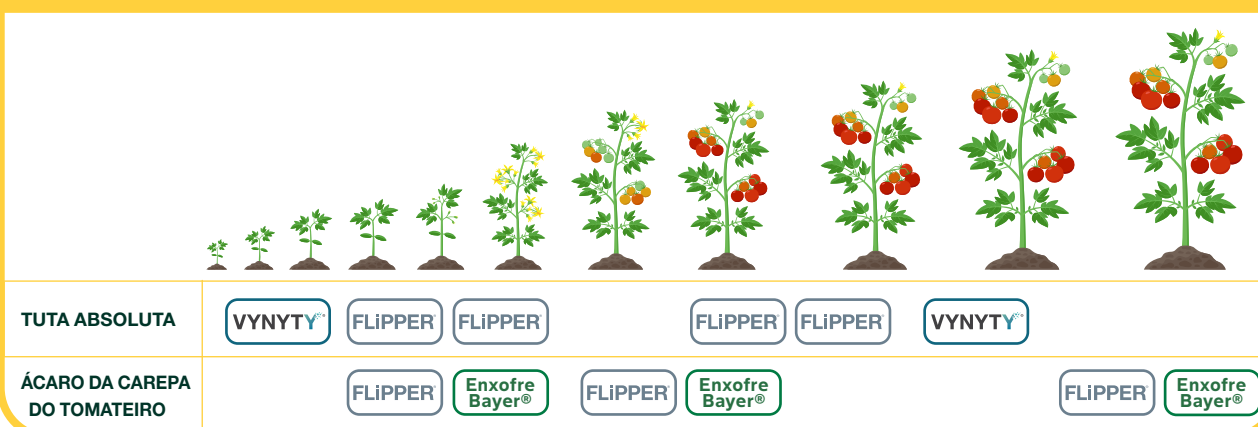 TUTA ABSOLUTA
VYNYTY® FLiPPER® FLiPPER® FLiPPER® FLiPPER® VYNYTY®
ÁCARO DA CAREPA
DO TOMATEIRO
FLiPPER® Enxofre
Bayer® FLiPPER® Enxofre
Bayer® FLiPPER® Enxofre
Bayer®